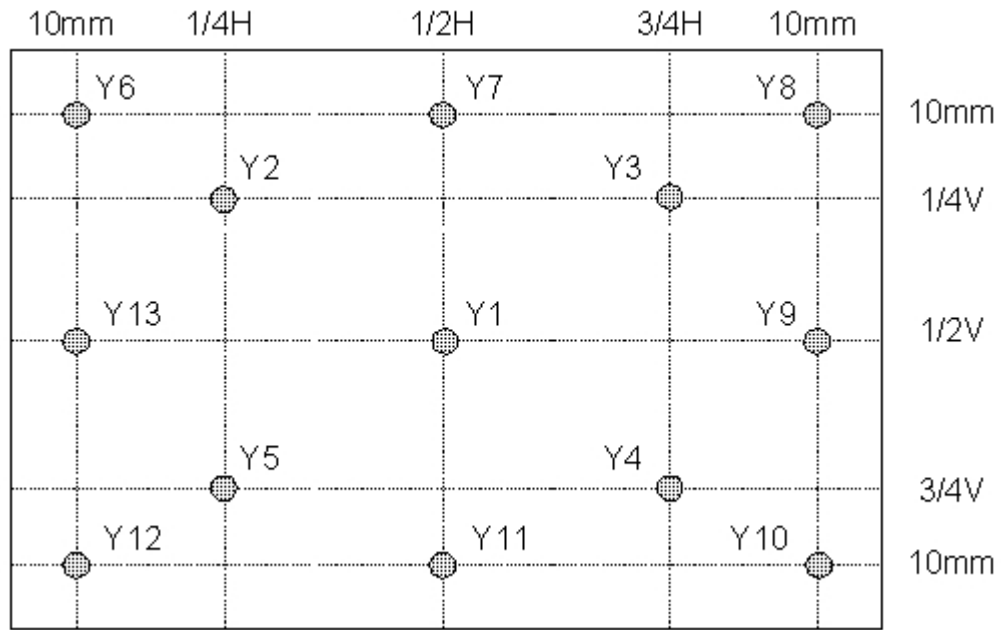 10mm 1/4H 1/2H 3/4H 10mm
Y6 Y7 Y8 10mm
Y2 Y3 1/4V
Y13 Y1 Y9 1/2V
Y5 Y4 3/4V
Y12 Y11 Y10 10mm